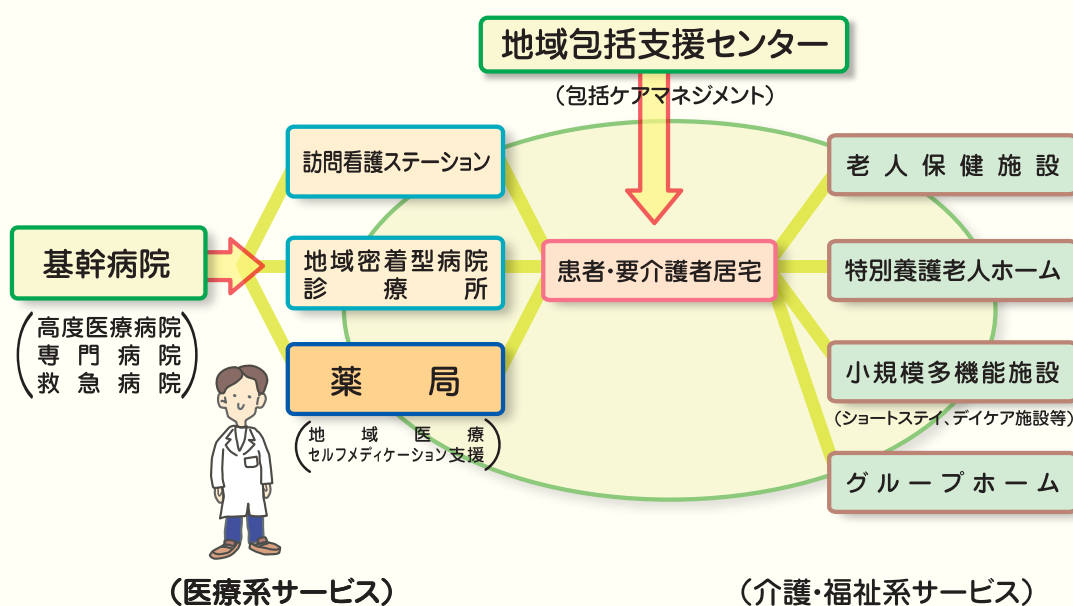 地域包括支援センター
（包括ケアマネジメント）
訪問看護ステーション
地域密着型病院
診療所
薬局
（地域医療
セルフメディケーション支援）
基幹病院
（高度医療病院
専門病院
救急病院）
患者・要介護者居宅
老人保健施設
特別養護老人ホーム
小規模多機能施設
（ショートステイ、デイケア施設等）
グループホーム
（医療系サービス）
（介護・福祉系サービス）